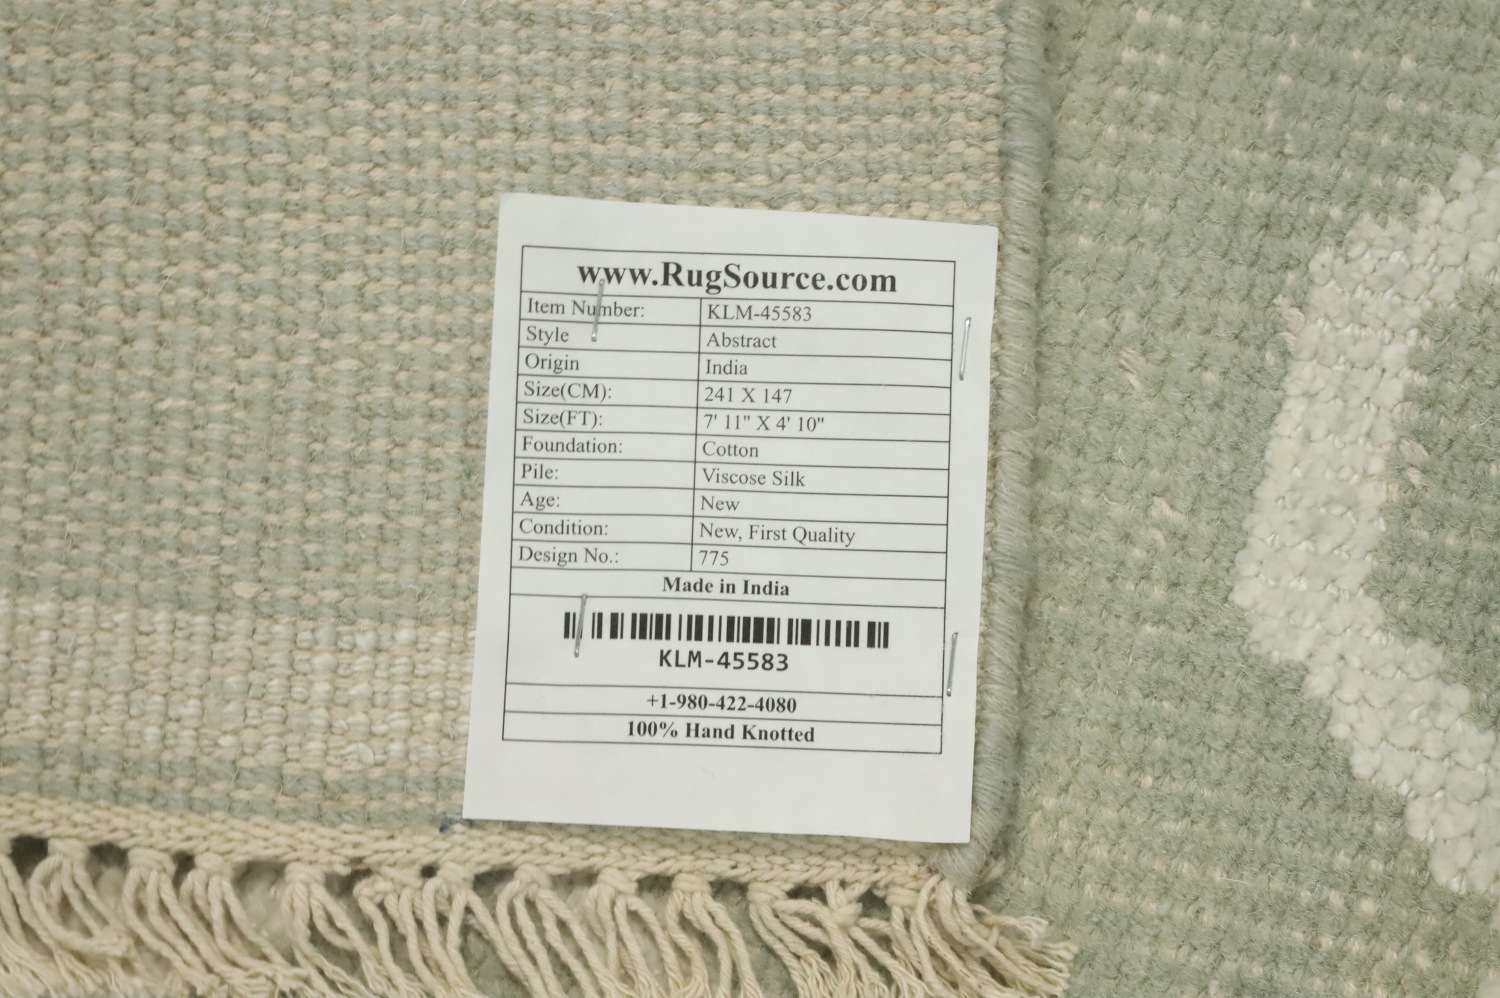 www.RugSource.com
Item Number: KLM-45583
Style Abstract
Origin India
Size(CM): 241 X 147
Size(FT): 7' 11" X 4' 10"
Foundation: Cotton
Pile: Viscose Silk
Age: New
Condition: New, First Quality
Design No.: 775
Made in India
KLM-45583
+1-980-422-4080
100% Hand Knotted